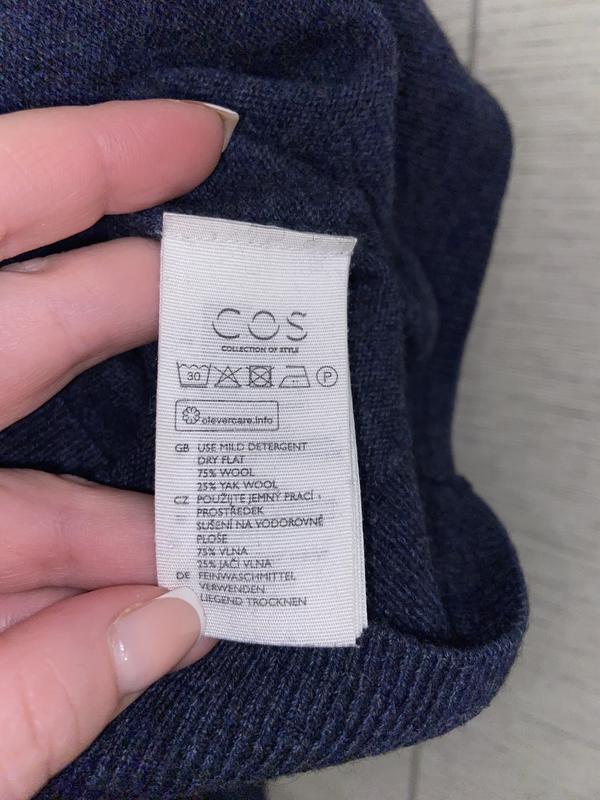 COS
COLLECTION OF STYLE
30 P
clevercare.info
GB USE MILD DETERGENT
DRY FLAT
75% WOOL
25% YAK WOOL
CZ POUŽIJTE JEMNÝ PRACÍ
PROSTŘEDEK
SUŠENÍ NA VODOROVNÉ
PLOŠE
75% VLNA
25% JAČÍ VLNA
DE FEINWASCHMITTEL
VERWENDEN
LIEGEND TROCKNEN